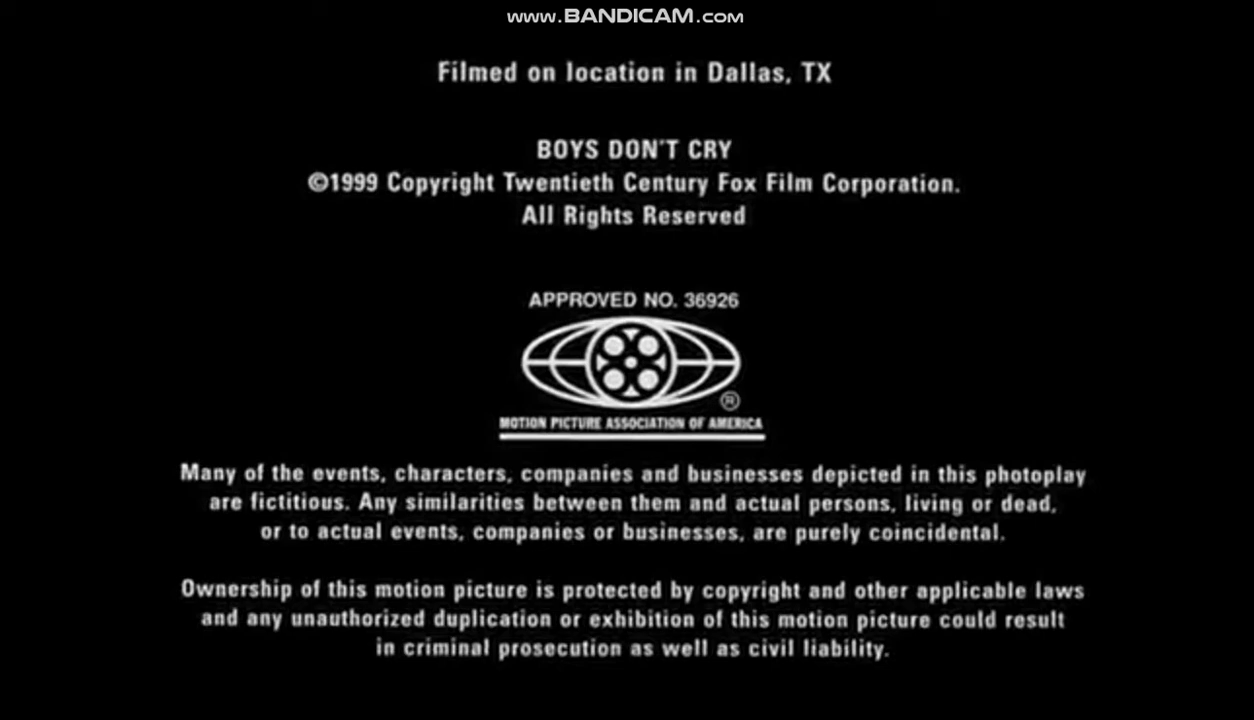 www.BANDICAM.com
Filmed on location in Dallas, TX
BOYS DON'T CRY
©1999 Copyright Twentieth Century Fox Film Corporation.
All Rights Reserved
APPROVED NO. 36926
®
MOTION PICTURE ASSOCIATION OF AMERICA
Many of the events, characters, companies and businesses depicted in this photoplay
are fictitious. Any similarities between them and actual persons, living or dead,
or to actual events, companies or businesses, are purely coincidental.
Ownership of this motion picture is protected by copyright and other applicable laws
and any unauthorized duplication or exhibition of this motion picture could result
in criminal prosecution as well as civil liability.